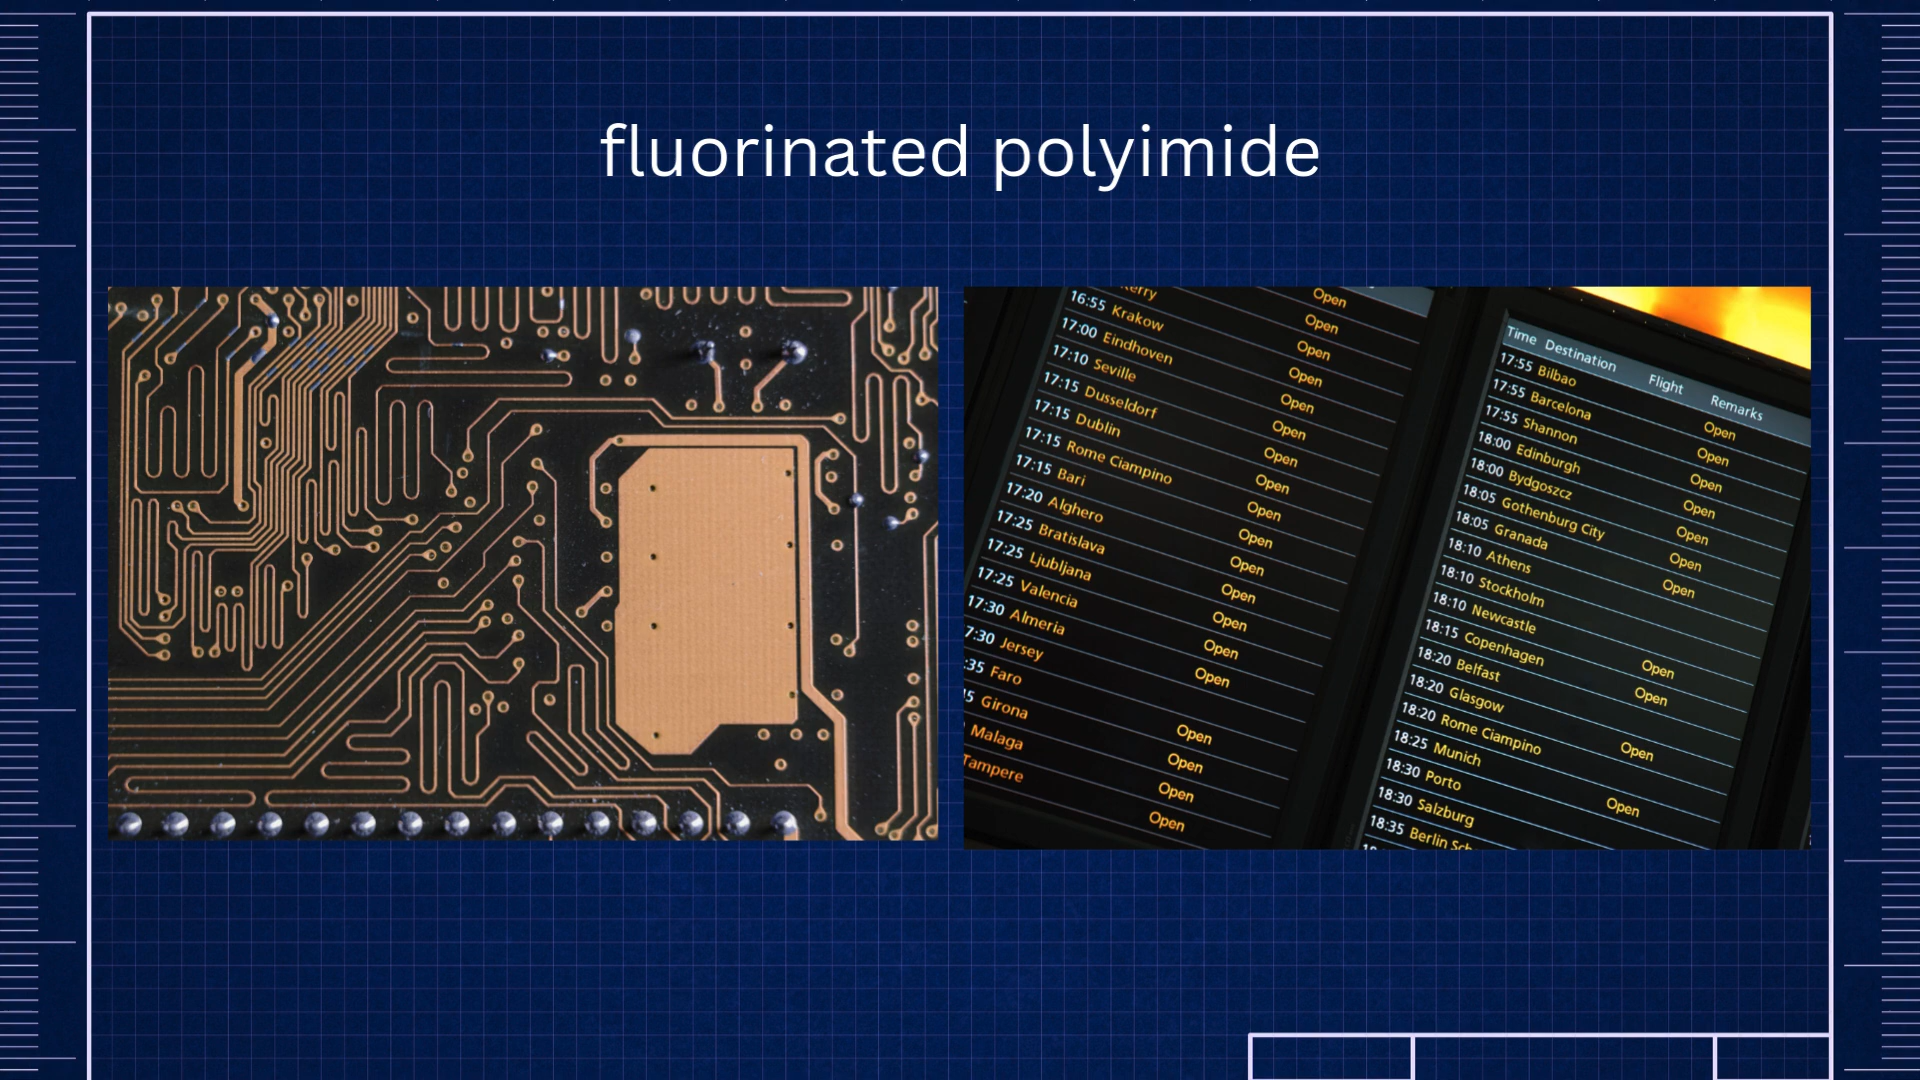 fluorinated polyimide
Open
16:55 Krakow Open
17:00 Eindhoven Open
17:10 Seville Open
17:15 Dusseldorf Open
17:15 Dublin Open
17:15 Rome Ciampino Open
17:15 Bari Open
17:20 Alghero Open
17:25 Bratislava Open
17:25 Ljubljana Open
17:25 Valencia Open
17:30 Almeria Open
7:30 Jersey Open
:35 Faro Open
Girona
Malaga Open
Tampere Open
Open
Open
Time Destination Flight Remarks
17:55 Bilbao Open
17:55 Barcelona Open
17:55 Shannon Open
18:00 Edinburgh Open
18:00 Bydgoszcz Open
18:05 Gothenburg City Open
18:05 Granada Open
18:10 Athens
18:10 Stockholm
18:10 Newcastle Open
18:15 Copenhagen Open
18:20 Belfast
18:20 Glasgow Open
18:20 Rome Ciampino
18:25 Munich Open
18:30 Porto
18:30 Salzburg
18:35 Berlin